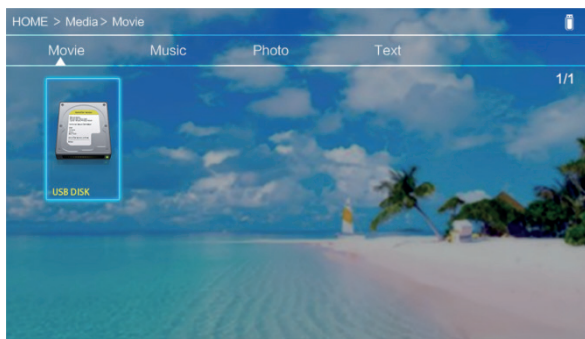 HOME > Media> Movie
Movie Music Photo Text
1/1
USB DISK